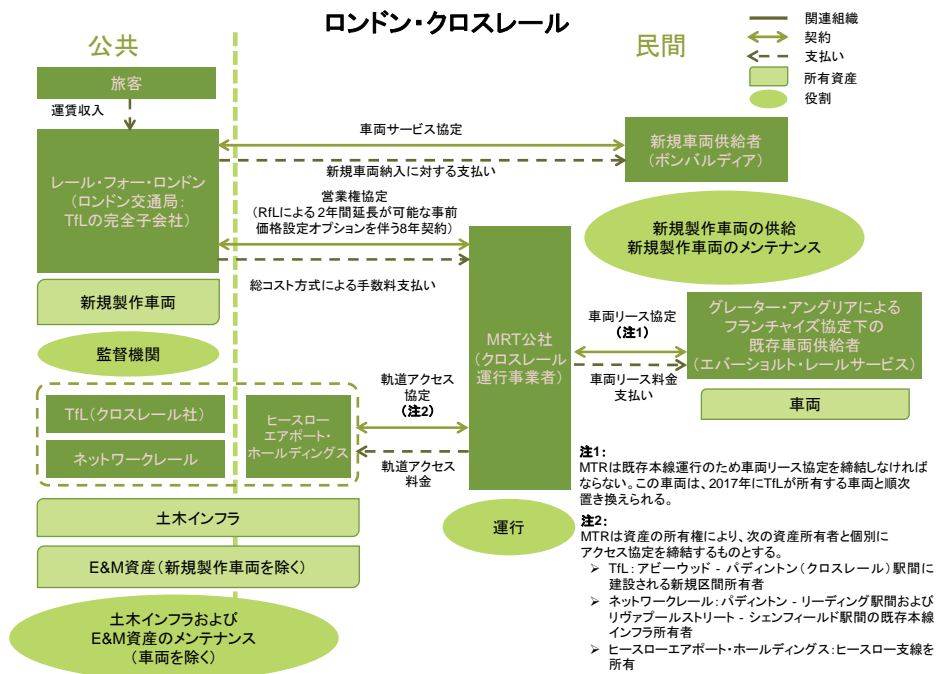 ロンドン・クロスレール
公共
民間
関連組織
契約
支払い
所有資産
役割
旅客
運賃収入
レール・フォー・ロンドン
(ロンドン交通局:
TfLの完全子会社)
新規製作車両
監督機関
車両サービス協定
新規車両納入に対する支払い
営業権協定
(RfLによる2年間延長が可能な事前
価格設定オプションを伴う8年契約)
総コスト方式による手数料支払い
新規車両供給者
(ボンバルディア)
新規製作車両の供給
新規製作車両のメンテナンス
MRT公社
(クロスレール
運行事業者)
運行
車両リース協定
(注1)
車両リース料金
支払い
グレーター・アングリアによる
フランチャイズ協定下の
既存車両供給者
(エバーショルト・レールサービス)
車両
TfL(クロスレール社)
ネットワークレール
ヒースロー
エアポート・
ホールディングス
軌道アクセス
協定
(注2)
軌道アクセス
料金
土木インフラ
E&M資産(新規製作車両を除く)
土木インフラおよび
E&M資産のメンテナンス
(車両を除く)
注1:
MTRは既存本線運行のため車両リース協定を締結しなければ
ならない。この車両は、2017年にTfLが所有する車両と順次
置き換えられる。
注2:
MTRは資産の所有権により、次の資産所有者と個別に
アクセス協定を締結するものとする。
➢ TfL:アビーウッド - パディントン(クロスレール)駅間に
建設される新規区間所有者
➢ ネットワークレール:パディントン - リーディング駅間および
リヴァプールストリート - シェンフィールド駅間の既存本線
インフラ所有者
➢ ヒースローエアポート・ホールディングス:ヒースロー支線を
所有